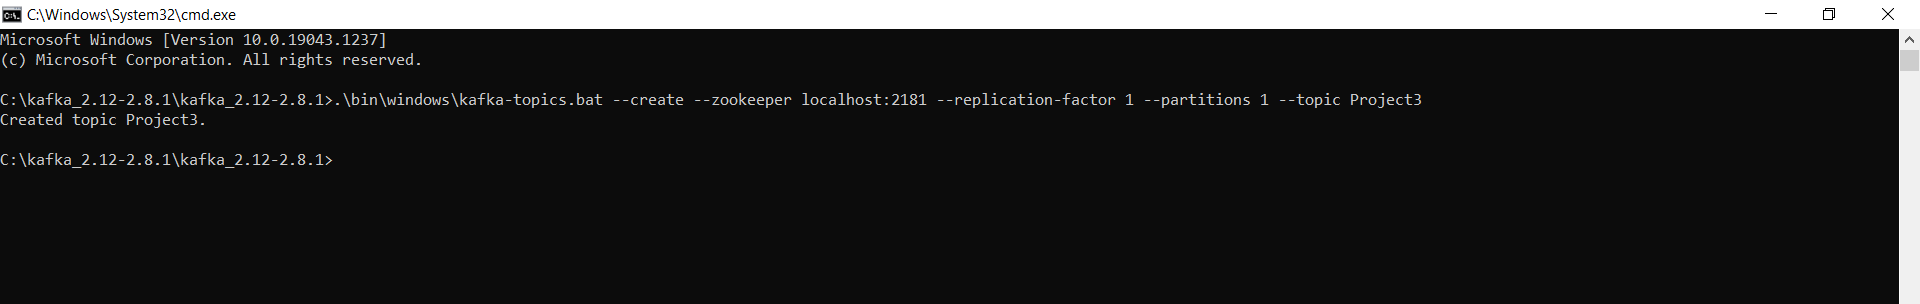 C:\Windows\System32\cmd.exe
Microsoft Windows [Version 10.0.19043.1237]
(c) Microsoft Corporation. All rights reserved.
C:\kafka_2.12-2.8.1\kafka_2.12-2.8.1>.\bin\windows\kafka-topics.bat --create --zookeeper localhost:2181 --replication-factor 1 --partitions 1 --topic Project3
Created topic Project3.
C:\kafka_2.12-2.8.1\kafka_2.12-2.8.1>